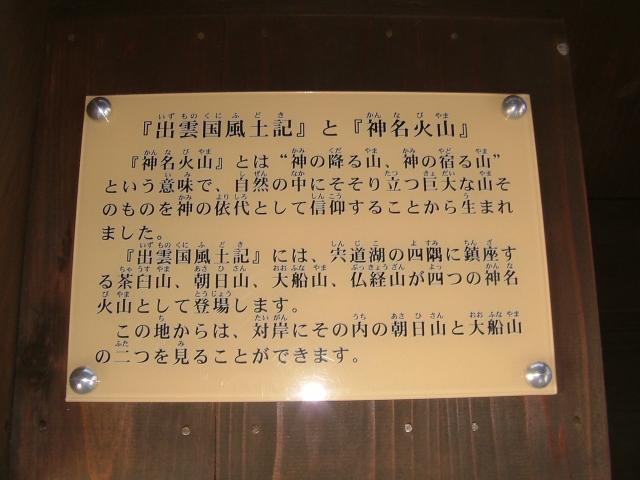 『出雲国風土記』と『神名火山』
『神名火山』とは“神の降る山、神の宿る山”
という意味で、自然の中にそそり立つ巨大な山そ
のものを神の依代として信仰することから生まれ
ました。
『出雲国風土記』には、宍道湖の四隅に鎮座す
る茶臼山、朝日山、大船山、仏経山が四つの神名
火山として登場します。
この地からは、対岸にその内の朝日山と大船山
の二つを見ることができます。